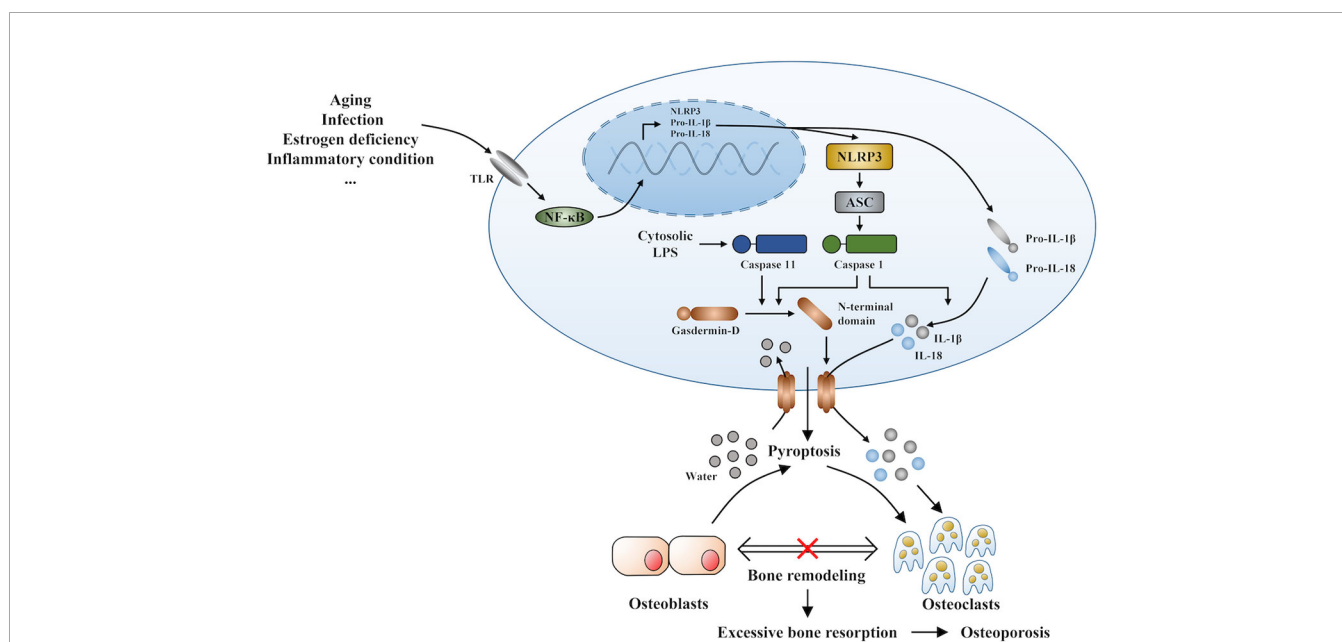 Aging
Infection
Estrogen deficiency
Inflammatory condition
...
TLR
NF-κB
NLRP3
Pro-IL-1β
Pro-IL-18
NLRP3
ASC
Cytosolic
LPS
Caspase 11
Caspase 1
Pro-IL-1β
Pro-IL-18
Gasdermin-D
N-terminal
domain
IL-1β
IL-18
Water
Pyroptosis
Osteoblasts
Bone remodeling
Osteoclasts
Excessive bone resorption
Osteoporosis